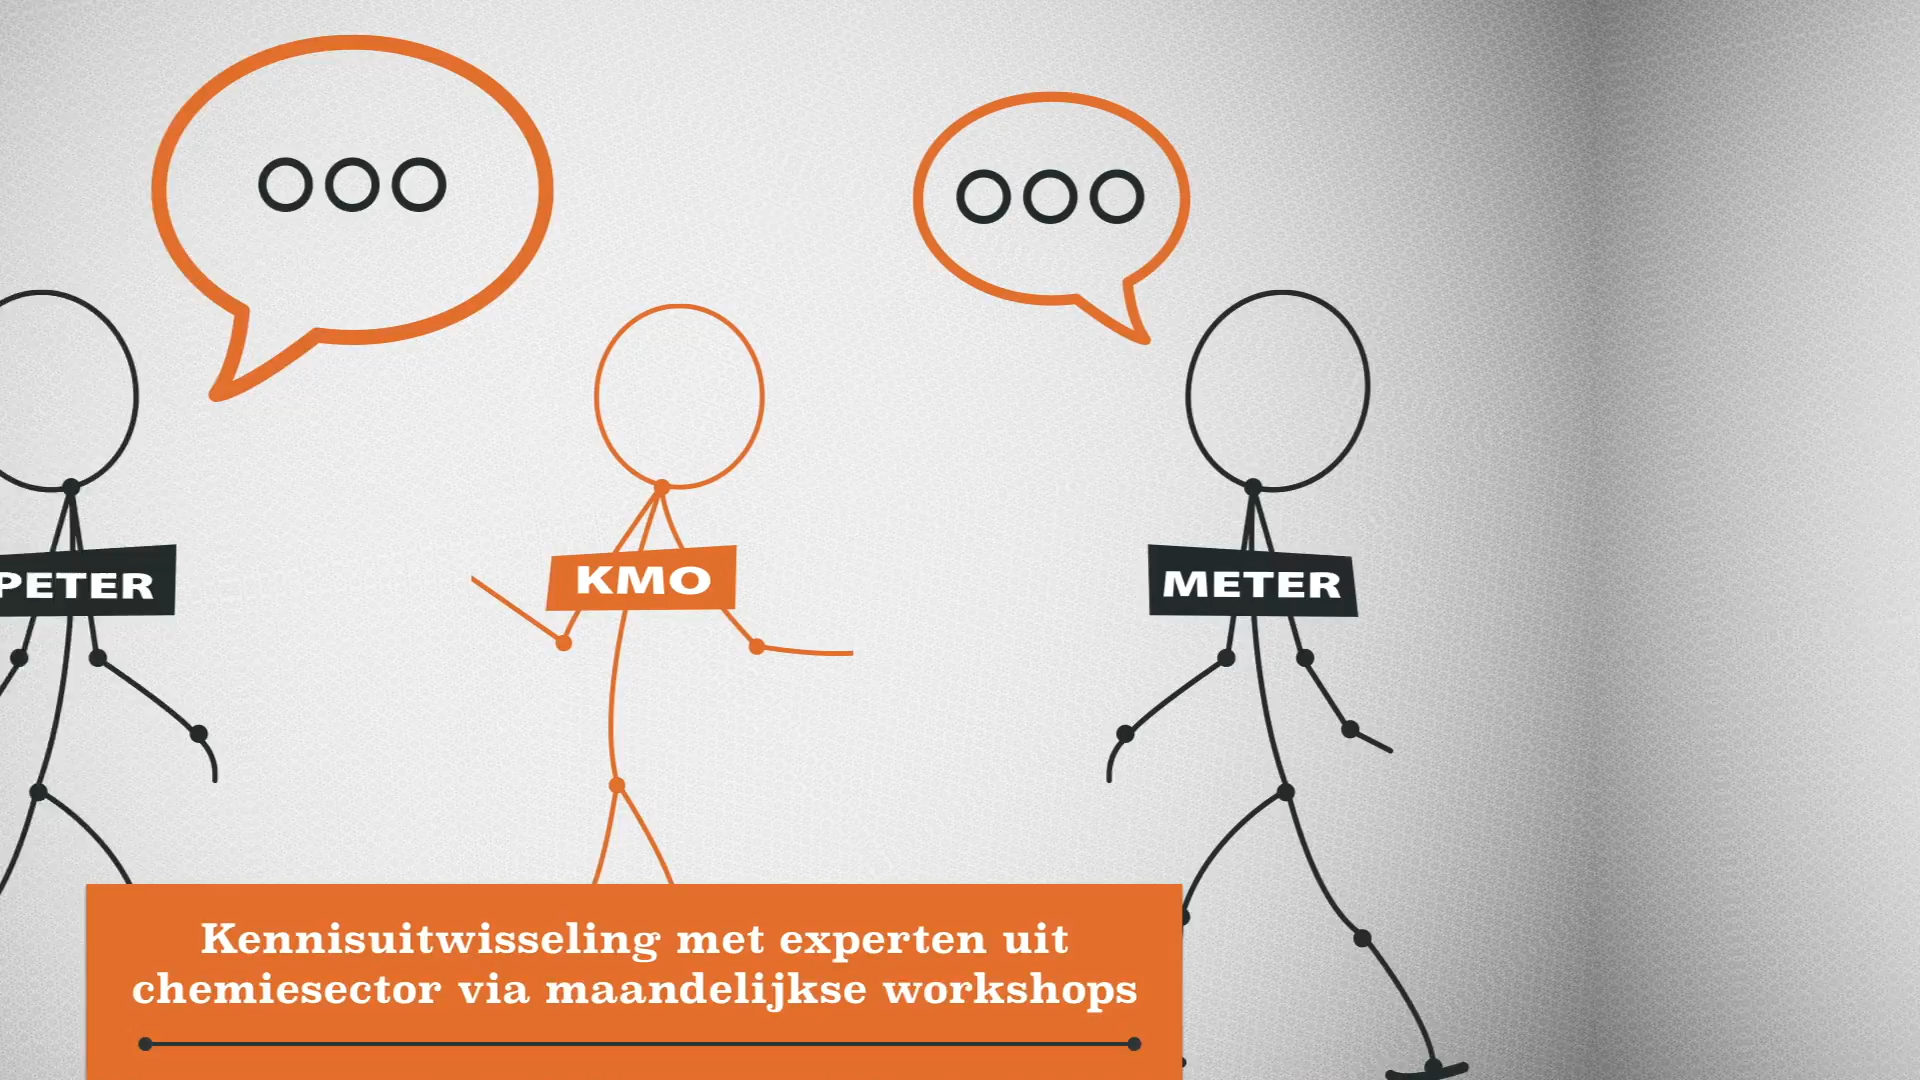 PETER
KMO
METER
Kennisuitwisseling met experten uit
chemiesector via maandelijkse workshops